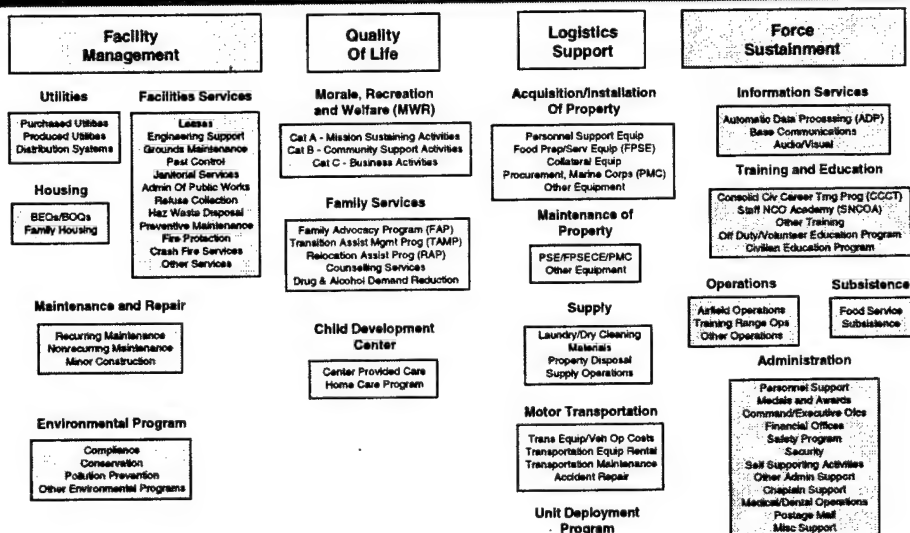 Facility
Management
Utilities
Purchased Utilities
Produced Utilities
Distribution Systems
Housing
BEQs/BOQs
Family Housing
Facilities Services
Leases
Engineering Support
Grounds Maintenance
Pest Control
Janitorial Services
Admin Of Public Works
Refuse Collection
Haz Waste Disposal
Preventive Maintenance
Fire Protection
Crash Fire Services
Other Services
Maintenance and Repair
Recurring Maintenance
Nonrecurring Maintenance
Minor Construction
Environmental Program
Compliance
Conservation
Pollution Prevention
Other Environmental Programs
Quality
Of Life
Morale, Recreation
and Welfare (MWR)
Cat A - Mission Sustaining Activities
Cat B - Community Support Activities
Cat C - Business Activities
Family Services
Family Advocacy Program (FAP)
Transition Assist Mgmt Prog (TAMP)
Relocation Assist Prog (RAP)
Counselling Services
Drug & Alcohol Demand Reduction
Child Development
Center
Center Provided Care
Home Care Program
Logistics
Support
Acquisition/Installation
Of Property
Personnel Support Equip
Food Prep/Serv Equip (FPSE)
Collateral Equip
Procurement, Marine Corps (PMC)
Other Equipment
Maintenance of
Property
PSE/FPSECE/PMC
Other Equipment
Supply
Laundry/Dry Cleaning
Materials
Property Disposal
Supply Operations
Motor Transportation
Trans Equip/Veh Op Costs
Transportation Equip Rental
Transportation Maintenance
Accident Repair
Unit Deployment
Program
Force
Sustainment
Information Services
Automatic Data Processing (ADP)
Base Communications
Audio/Visual
Training and Education
Consolid Civ Career Trng Prog (CCCT)
Staff NCO Academy (SNCOA)
Other Training
Off Duty/Volunteer Education Program
Civilian Education Program
Operations
Airfield Operations
Training Range Ops
Other Operations
Subsistence
Food Service
Subsistence
Administration
Personnel Support
Medals and Awards
Command/Executive Ofcs
Financial Offices
Safety Program
Security
Self Supporting Activities
Other Admin Support
Chaplain Support
Medical/Dental Operations
Postage Mail
Misc Support